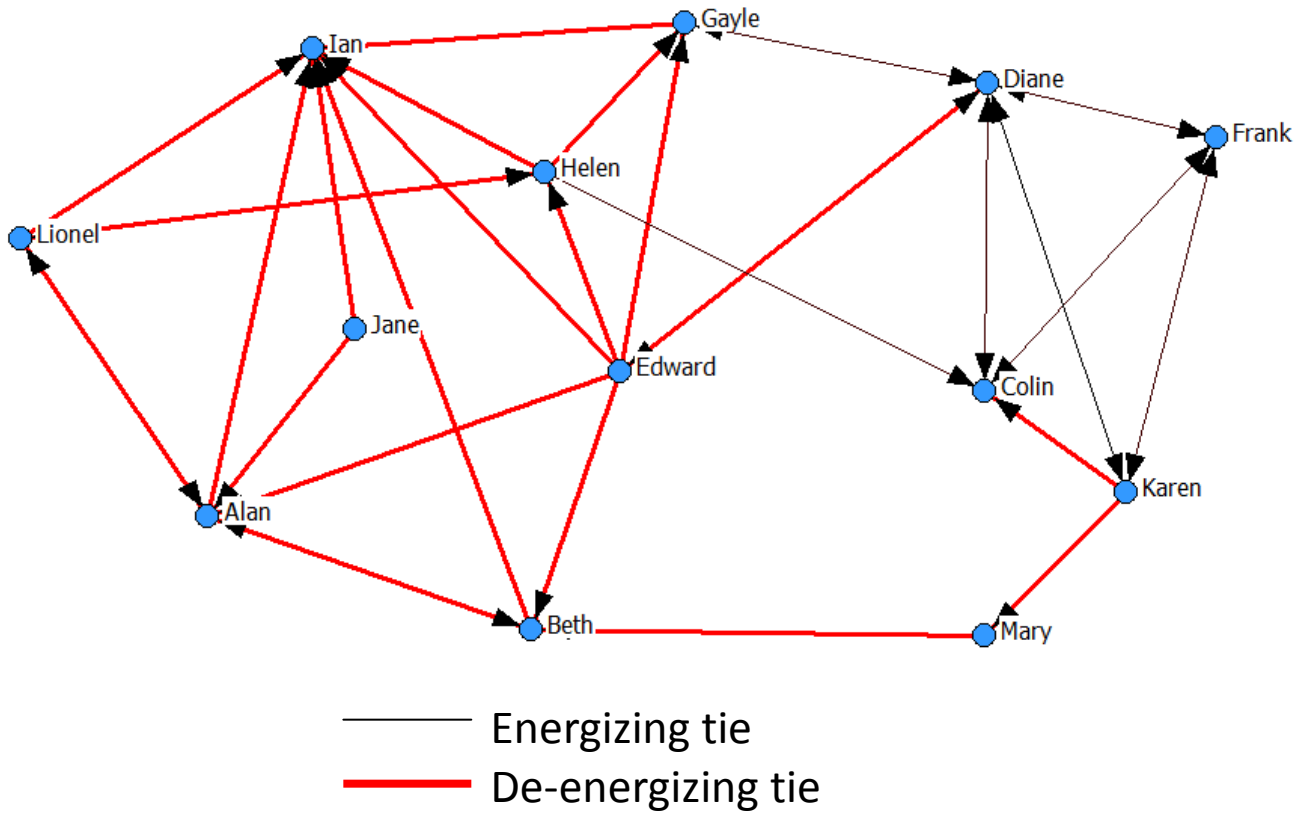 Gayle
Ian
Diane
Frank
Helen
Lionel
Jane
Edward
Colin
Karen
Alan
Beth
Mary
Energizing tie
De-energizing tie